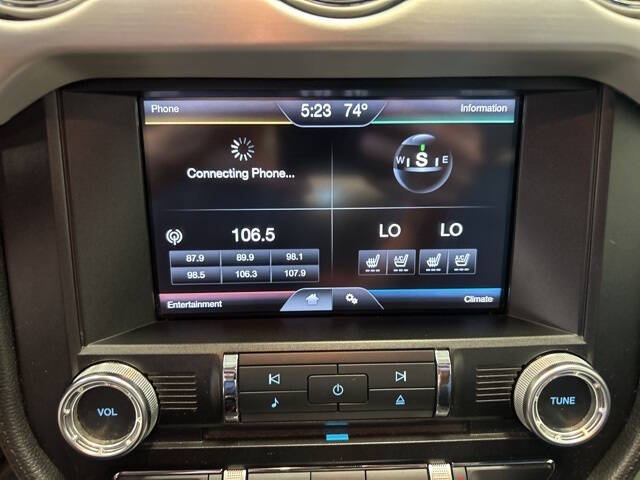 Phone 5:23 74° Information
Connecting Phone...
W S E
106.5
LO LO
87.9 89.9 98.1
98.5 106.3 107.9
Entertainment Climate
VOL
TUNE